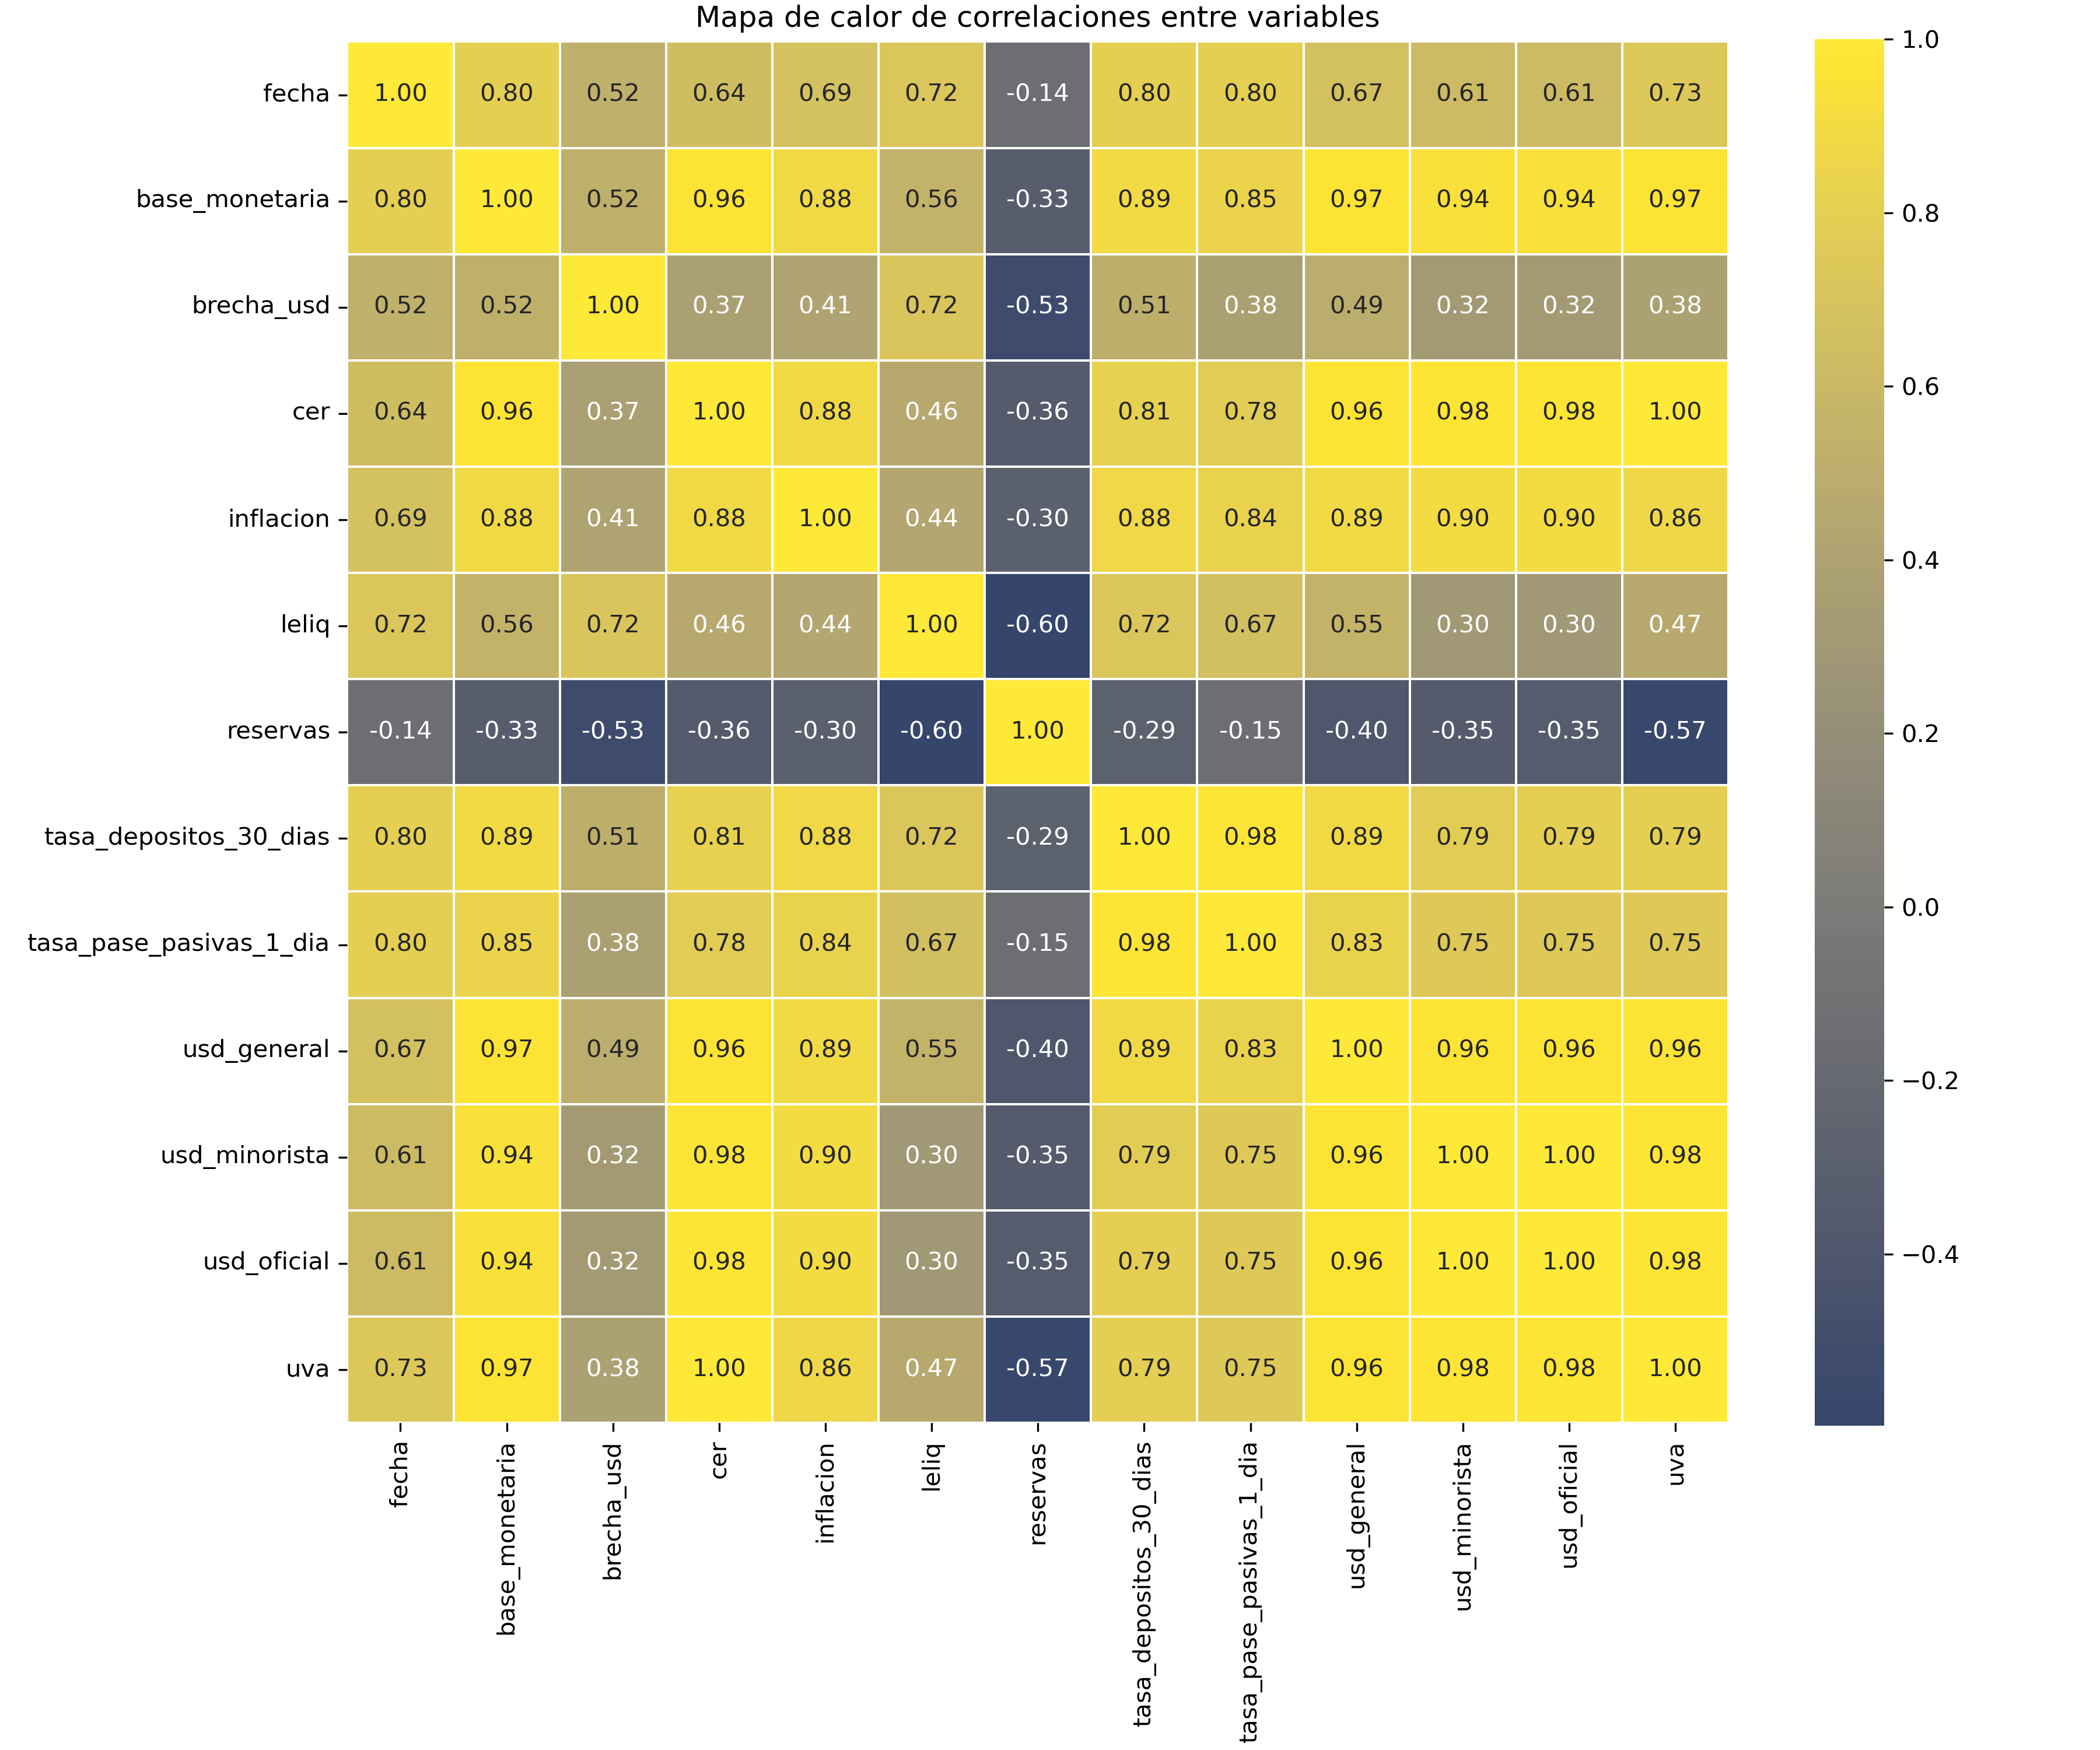 Mapa de calor de correlaciones entre variables
fecha 1.00 0.80 0.52 0.64 0.69 0.72 -0.14 0.80 0.80 0.67 0.61 0.61 0.73
base_monetaria 0.80 1.00 0.52 0.96 0.88 0.56 -0.33 0.89 0.85 0.97 0.94 0.94 0.97
brecha_usd 0.52 0.52 1.00 0.37 0.41 0.72 -0.53 0.51 0.38 0.49 0.32 0.32 0.38
cer 0.64 0.96 0.37 1.00 0.88 0.46 -0.36 0.81 0.78 0.96 0.98 0.98 1.00
inflacion 0.69 0.88 0.41 0.88 1.00 0.44 -0.30 0.88 0.84 0.89 0.90 0.90 0.86
leliq 0.72 0.56 0.72 0.46 0.44 1.00 -0.60 0.72 0.67 0.55 0.30 0.30 0.47
reservas -0.14 -0.33 -0.53 -0.36 -0.30 -0.60 1.00 -0.29 -0.15 -0.40 -0.35 -0.35 -0.57
tasa_depositos_30_dias 0.80 0.89 0.51 0.81 0.88 0.72 -0.29 1.00 0.98 0.89 0.79 0.79 0.79
tasa_pase_pasivas_1_dia 0.80 0.85 0.38 0.78 0.84 0.67 -0.15 0.98 1.00 0.83 0.75 0.75 0.75
usd_general 0.67 0.97 0.49 0.96 0.89 0.55 -0.40 0.89 0.83 1.00 0.96 0.96 0.96
usd_minorista 0.61 0.94 0.32 0.98 0.90 0.30 -0.35 0.79 0.75 0.96 1.00 1.00 0.98
usd_oficial 0.61 0.94 0.32 0.98 0.90 0.30 -0.35 0.79 0.75 0.96 1.00 1.00 0.98
uva 0.73 0.97 0.38 1.00 0.86 0.47 -0.57 0.79 0.75 0.96 0.98 0.98 1.00
fecha
base_monetaria
brecha_usd
cer
inflacion
leliq
reservas
tasa_depositos_30_dias
tasa_pase_pasivas_1_dia
usd_general
usd_minorista
usd_oficial
uva
1.0
0.8
0.6
0.4
0.2
0.0
−0.2
−0.4